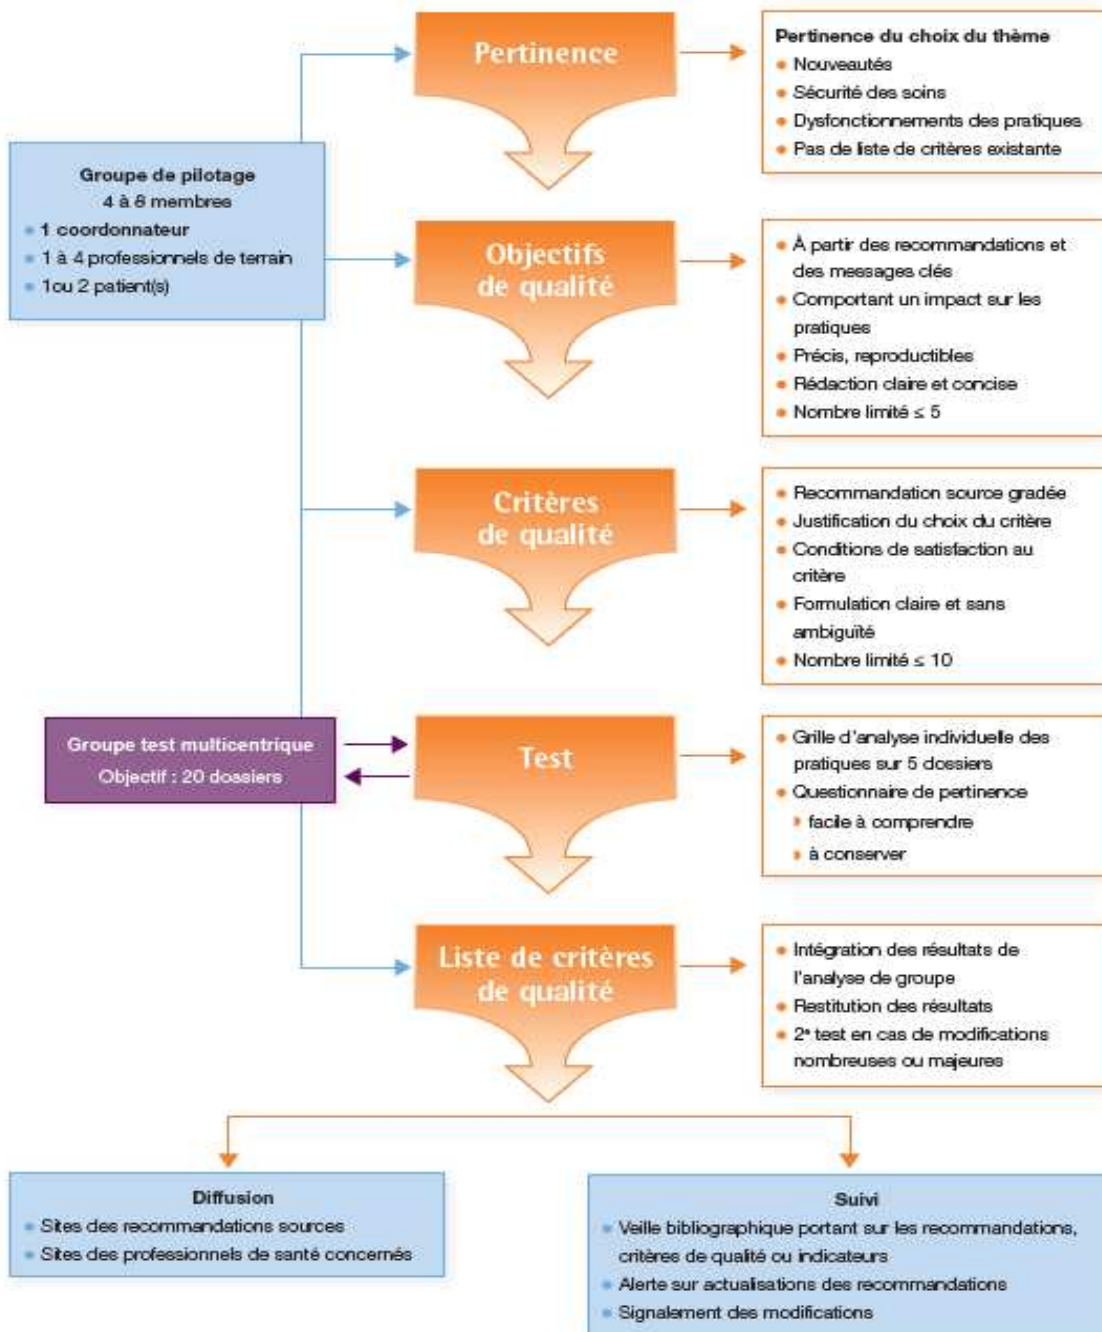 Pertinence
Pertinence du choix du thème
• Nouveautés
• Sécurité des soins
• Dysfonctionnements des pratiques
• Pas de liste de critères existante
Groupe de pilotage
4 à 8 membres
• 1 coordonnateur
• 1 à 4 professionnels de terrain
• 1ou 2 patient(s)
Objectifs
de qualité
• À partir des recommandations et
des messages clés
• Comportant un impact sur les
pratiques
• Précis, reproductibles
• Rédaction claire et concise
• Nombre limité ≤ 5
Critères
de qualité
• Recommandation source gradée
• Justification du choix du critère
• Conditions de satisfaction au
critère
• Formulation claire et sans
ambiguïté
• Nombre limité ≤ 10
Groupe test multicentrique
Objectif : 20 dossiers
Test
• Grille d'analyse individuelle des
pratiques sur 5 dossiers
• Questionnaire de pertinence
facile à comprendre
à conserver
Liste de critères
de qualité
• Intégration des résultats de
l'analyse de groupe
• Restitution des résultats
• 2e test en cas de modifications
nombreuses ou majeures
Diffusion
• Sites des recommandations sources
• Sites des professionnels de santé concernés
Suivi
• Veille bibliographique portant sur les recommandations,
critères de qualité ou indicateurs
• Alerte sur actualisations des recommandations
• Signalement des modifications